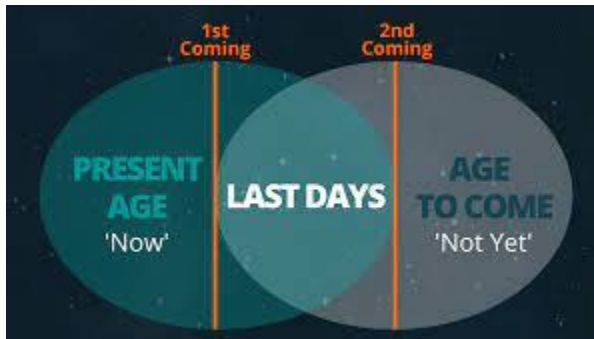 1st
Coming
2nd
Coming
PRESENT
AGE
'Now'
LAST DAYS
AGE
TO COME
'Not Yet'